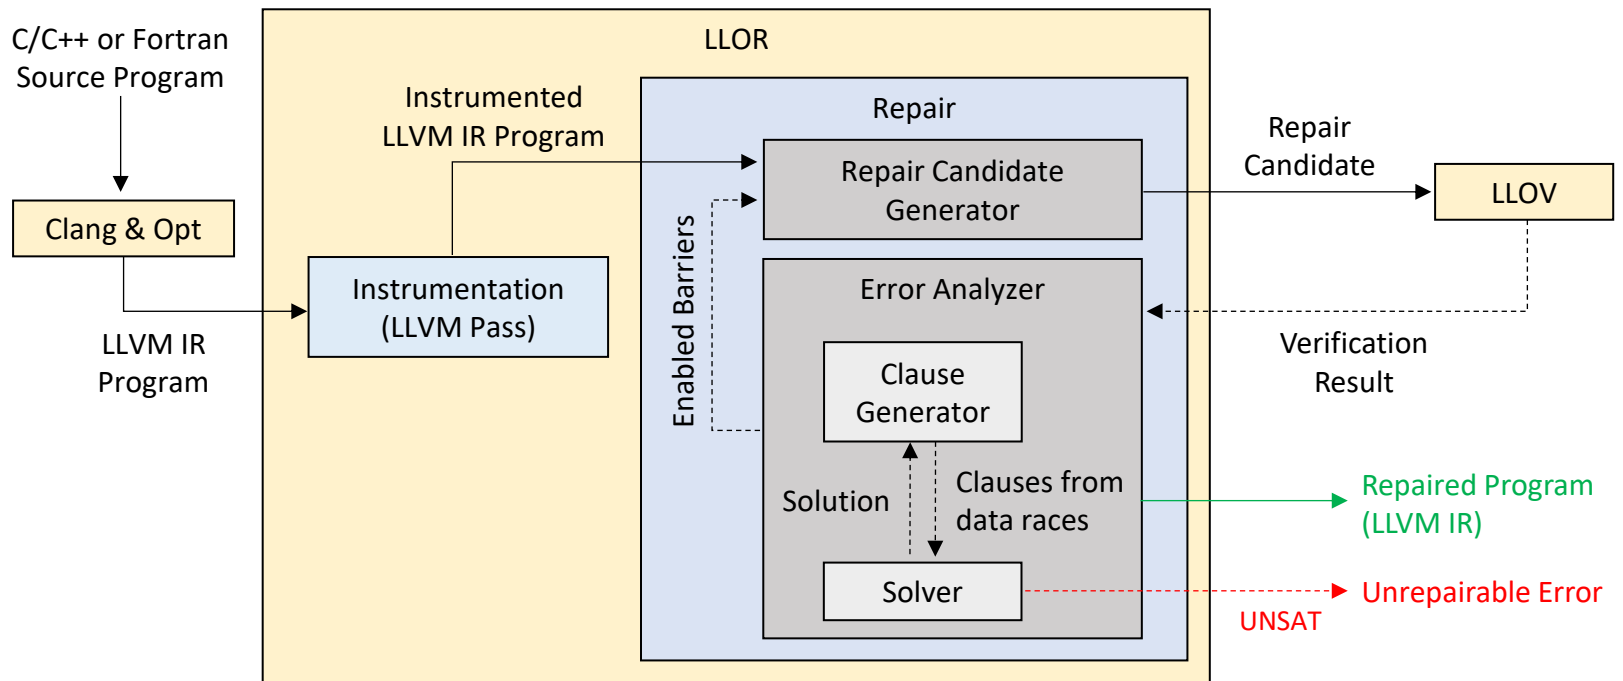 C/C++ or Fortran
Source Program
Clang & Opt
LLVM IR
Program
LLOR
Instrumented
LLVM IR Program
Instrumentation
(LLVM Pass)
Repair
Repair Candidate
Generator
Enabled Barriers
Error Analyzer
Clause
Generator
Solution
Clauses from
data races
Solver
Repair
Candidate
LLOV
Verification
Result
Repaired Program
(LLVM IR)
Unrepairable Error
UNSAT